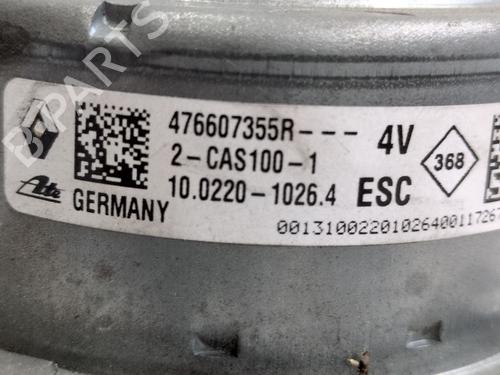 476607355R---
4V
368
2-CAS100-1
10.0220-1026.4
ESC
Ate
GERMANY
0013100220102640011726
B-PARTS